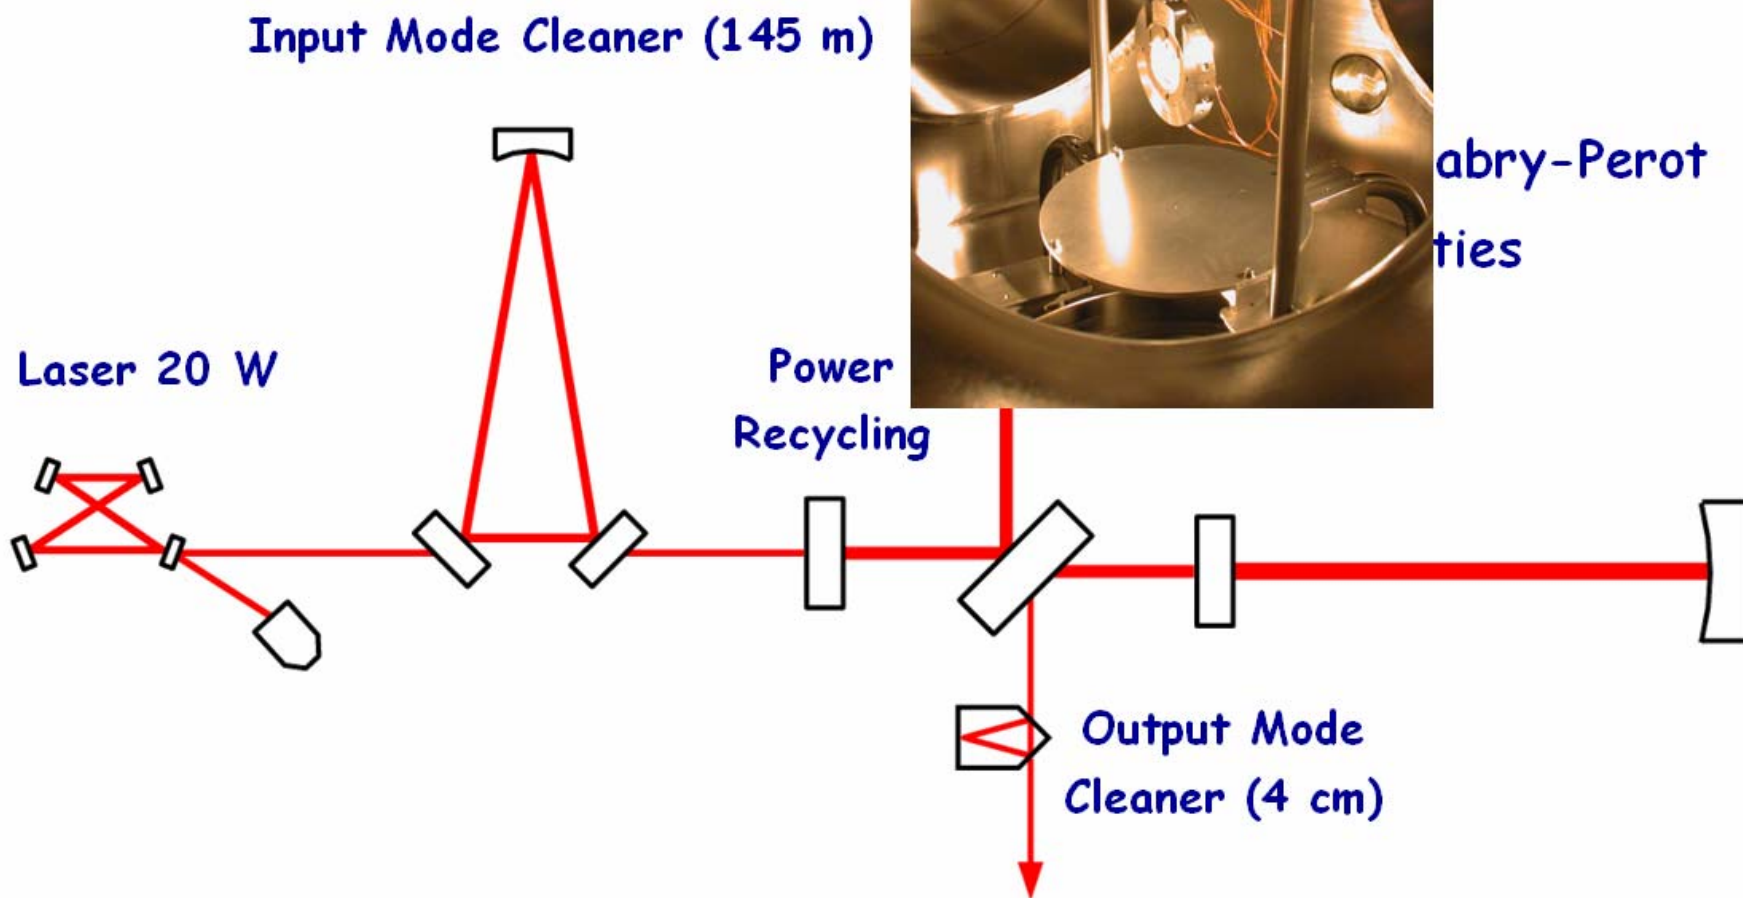 Input Mode Cleaner (145 m)
abry-Perot
ties
Laser 20 W
Power
Recycling
Output Mode
Cleaner (4 cm)